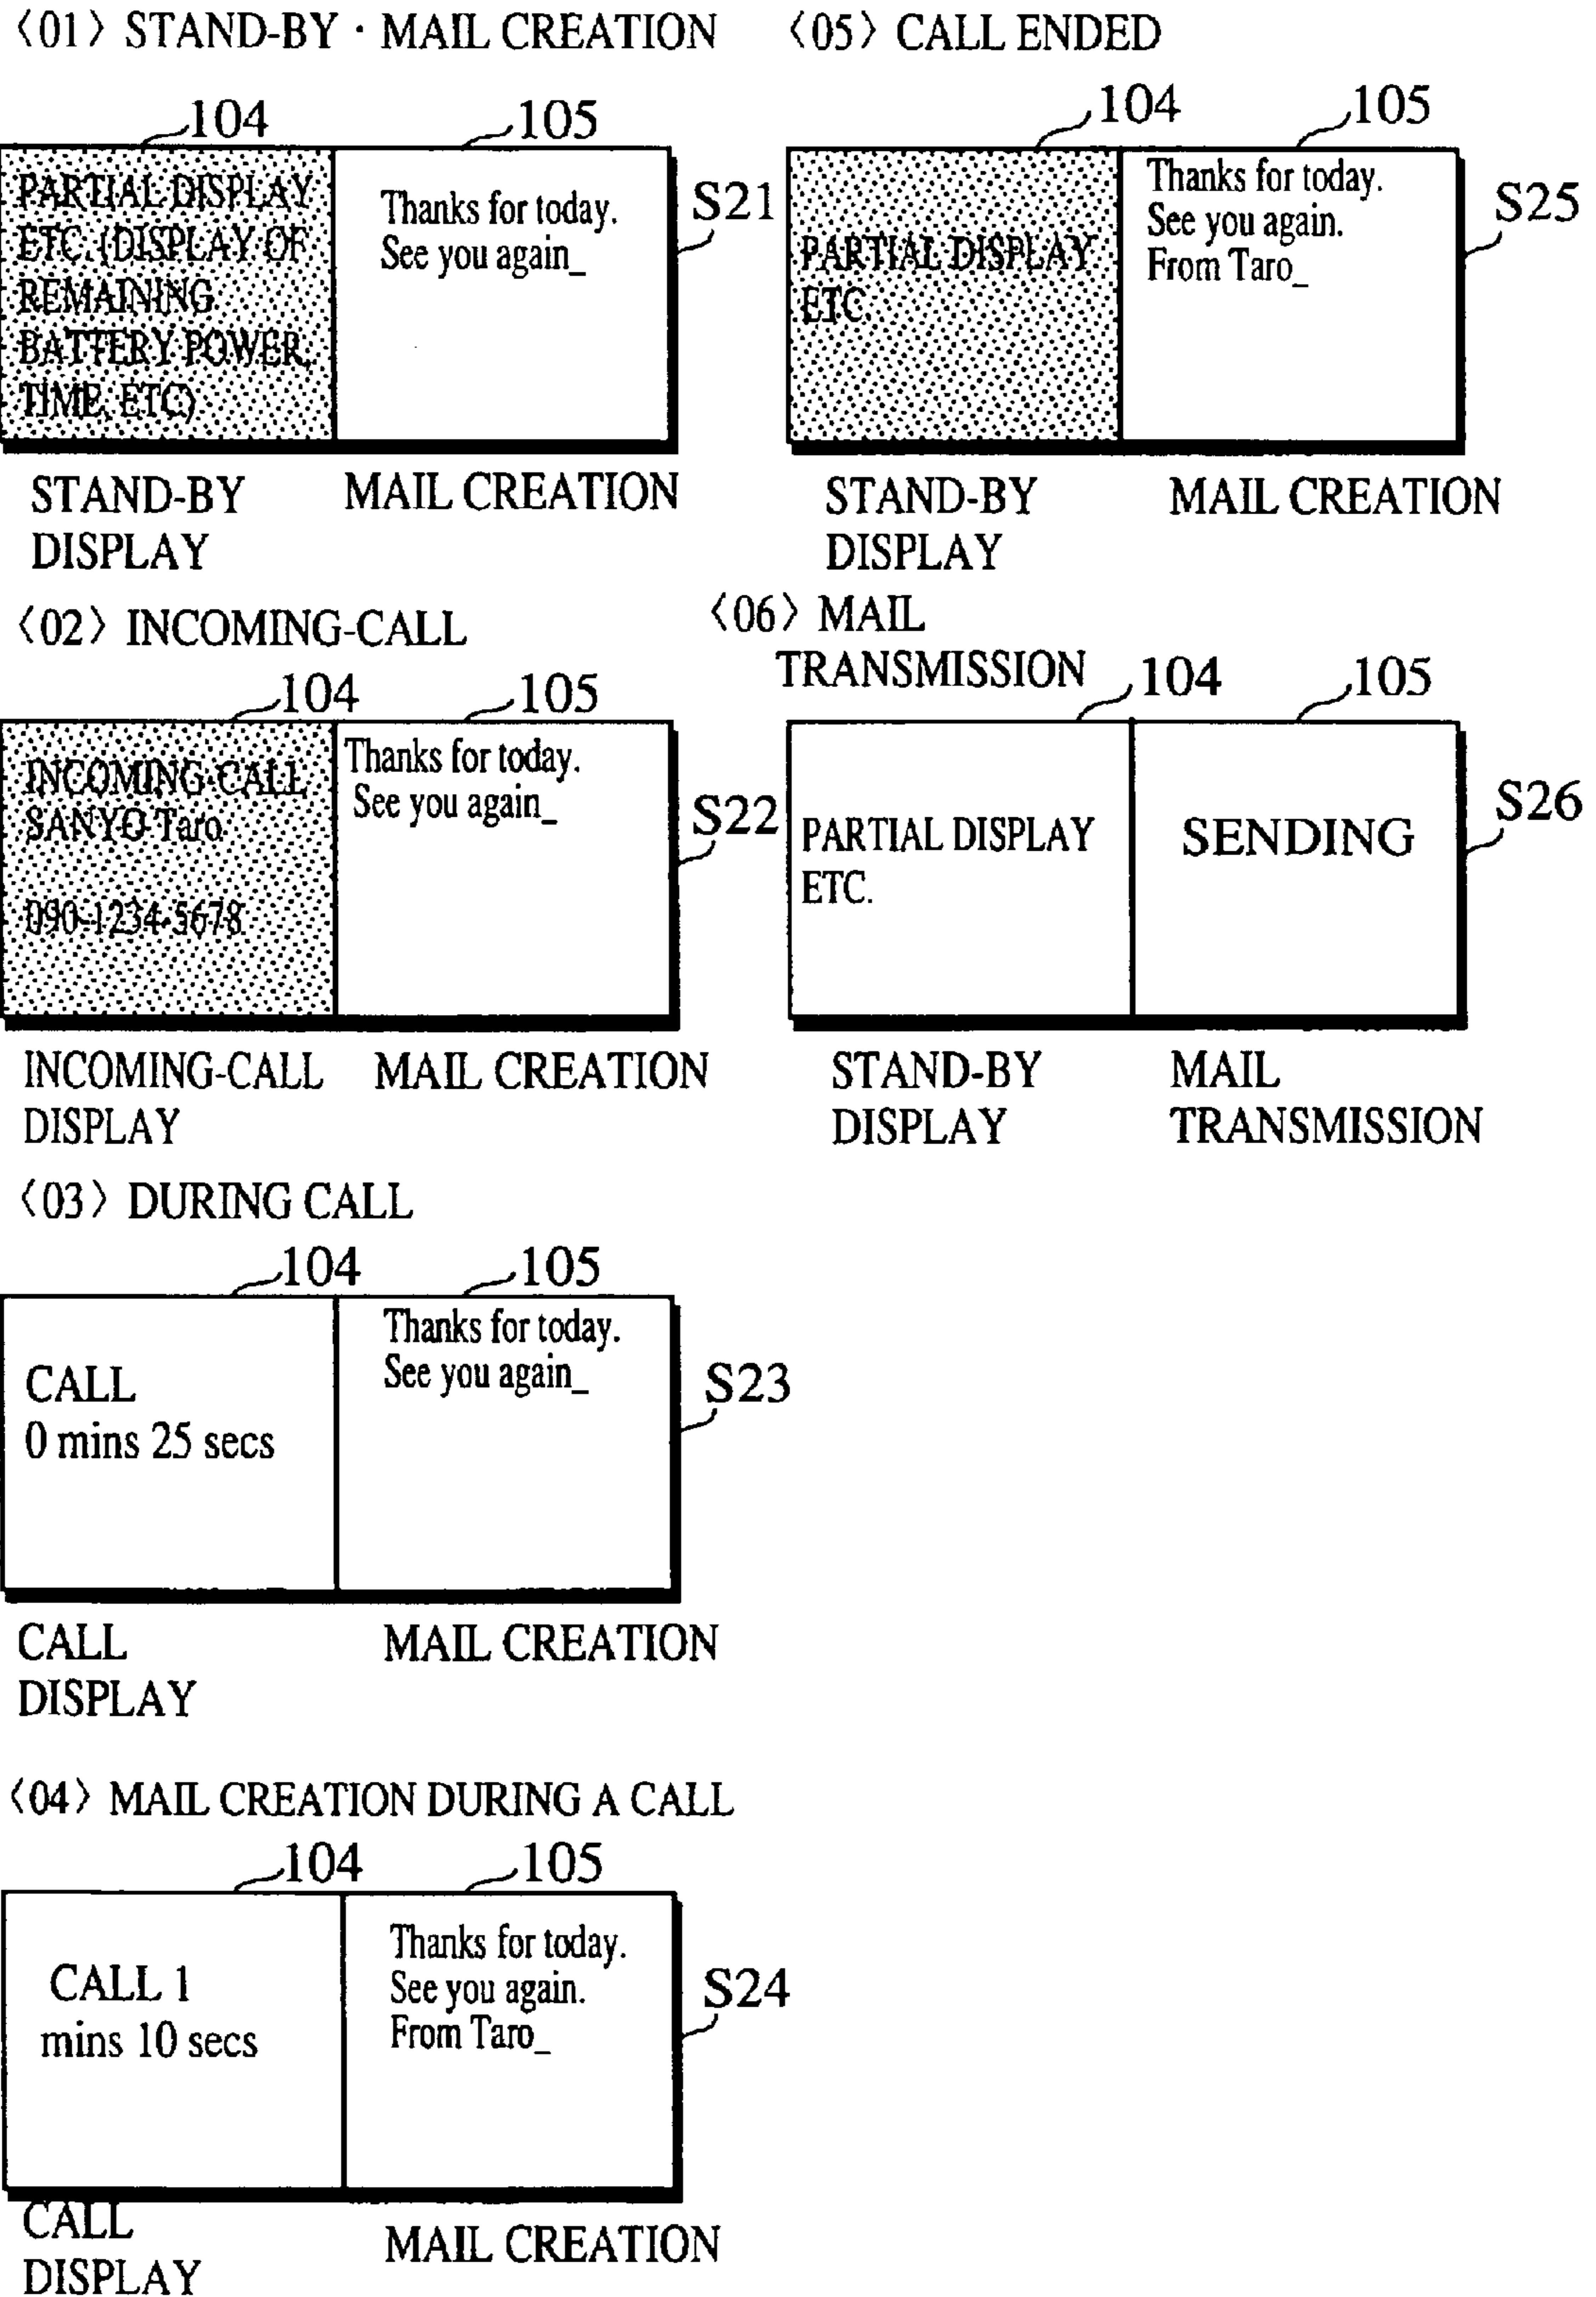 〈01〉 STAND-BY · MAIL CREATION
104
105
PARTIAL DISPLAY
ETC. (DISPLAY OF
REMAINING
BATTERY POWER,
TIME, ETC)
Thanks for today.
See you again_
S21
STAND-BY
DISPLAY
MAIL CREATION
〈02〉 INCOMING-CALL
104
105
INCOMING-CALL
SANYO Taro
090-1234-5678
Thanks for today.
See you again_
S22
INCOMING-CALL
DISPLAY
MAIL CREATION
〈03〉 DURING CALL
104
105
CALL
0 mins 25 secs
Thanks for today.
See you again_
S23
CALL
DISPLAY
MAIL CREATION
〈04〉 MAIL CREATION DURING A CALL
104
105
CALL 1
mins 10 secs
Thanks for today.
See you again.
From Taro_
S24
CALL
DISPLAY
MAIL CREATION
〈05〉 CALL ENDED
104
105
PARTIAL DISPLAY
ETC.
Thanks for today.
See you again.
From Taro_
S25
STAND-BY
DISPLAY
MAIL CREATION
〈06〉 MAIL
TRANSMISSION
104
105
PARTIAL DISPLAY
ETC.
SENDING
S26
STAND-BY
DISPLAY
MAIL
TRANSMISSION